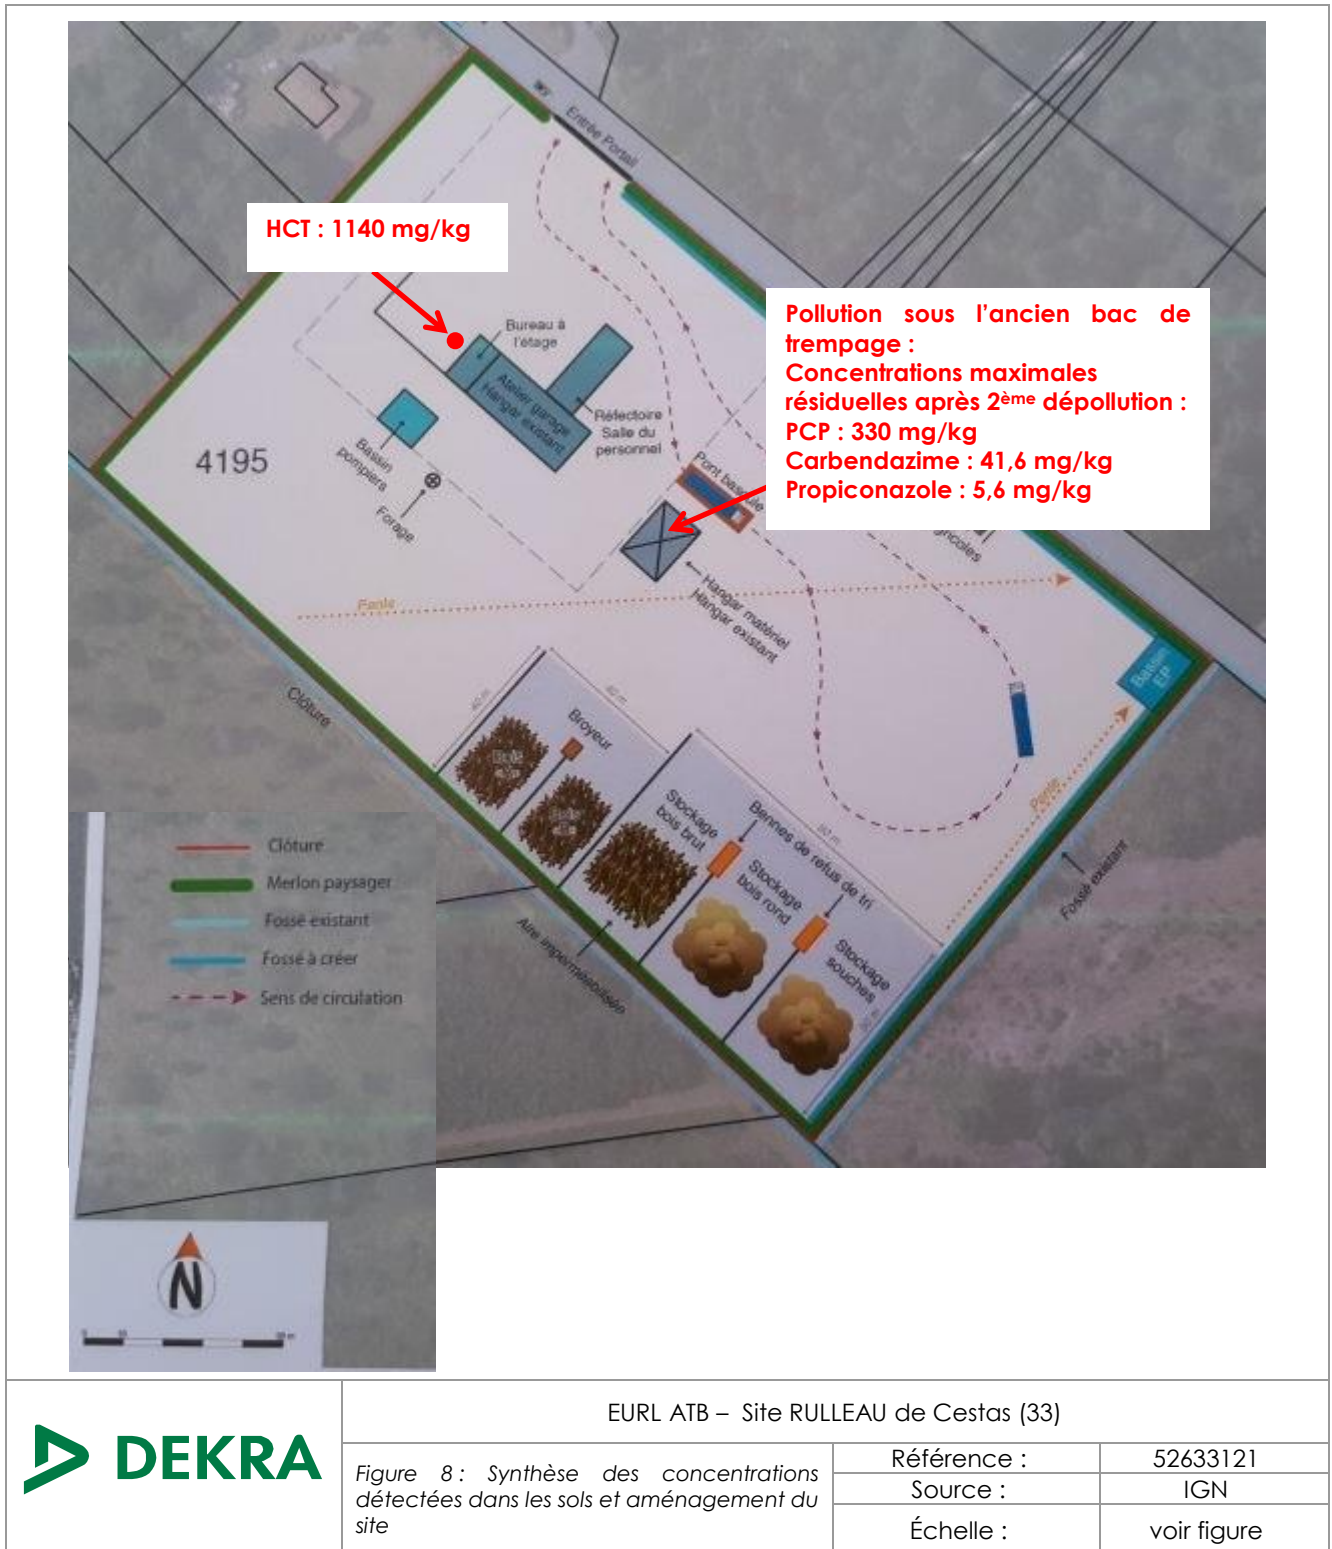 Entrée Portail
HCT : 1140 mg/kg
Pollution sous l'ancien bac de
trempage :
Concentrations maximales
résiduelles après 2ème dépollution :
PCP : 330 mg/kg
Carbendazime : 41,6 mg/kg
Propiconazole : 5,6 mg/kg
Bureau à
l'étage
Atelier garage
Hangar existant
Réfectoire
Salle du
personnel
Bassin
pompiers
Forage
4195
Pont bascule
Hangar matériel
Hangar existant
Pente
Bassin
EP
Clôture
40 m
40 m
Broyeur
Stockage
bois brut
Bennes de refus de tri
80 m
Stockage
bois rond
Stockage
souches
Pente
Fossé existant
Aire imperméabilisée
Clôture
Merlon paysager
Fossé existant
Fossé à créer
Sens de circulation
N
DEKRA
EURL ATB – Site RULLEAU de Cestas (33)
Figure 8 : Synthèse des concentrations
détectées dans les sols et aménagement du
site
Référence : 52633121
Source : IGN
Échelle : voir figure